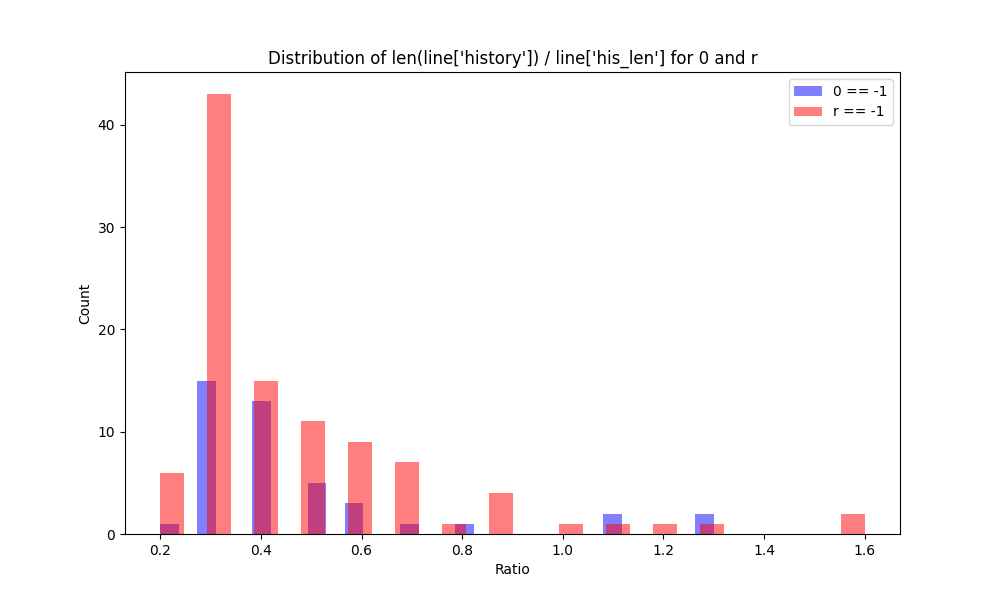 Distribution of len(line['history']) / line['his_len'] for 0 and r
0 == -1
r == -1
40
30
20
10
0
Count
0.2 0.4 0.6 0.8 1.0 1.2 1.4 1.6
Ratio